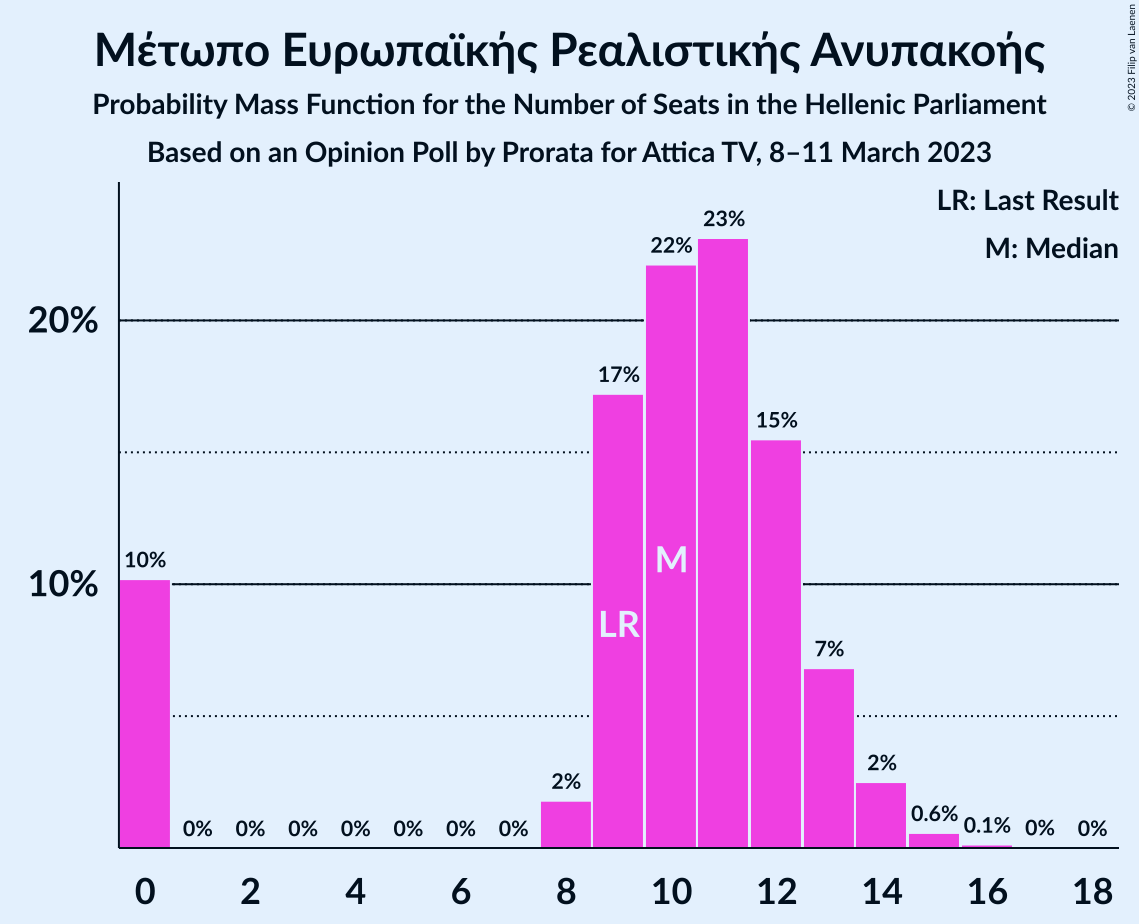 Μέτωπο Ευρωπαϊκής Ρεαλιστικής Ανυπακοής
Probability Mass Function for the Number of Seats in the Hellenic Parliament
Based on an Opinion Poll by Prorata for Attica TV, 8–11 March 2023
© 2023 Filip van Laenen
LR: Last Result
M: Median
20%
10%
10%
0%
0%
0%
0%
0%
0%
0%
2%
17%
22%
23%
15%
7%
2%
0.6%
0.1%
0%
0%
LR
M
0 2 4 6 8 10 12 14 16 18